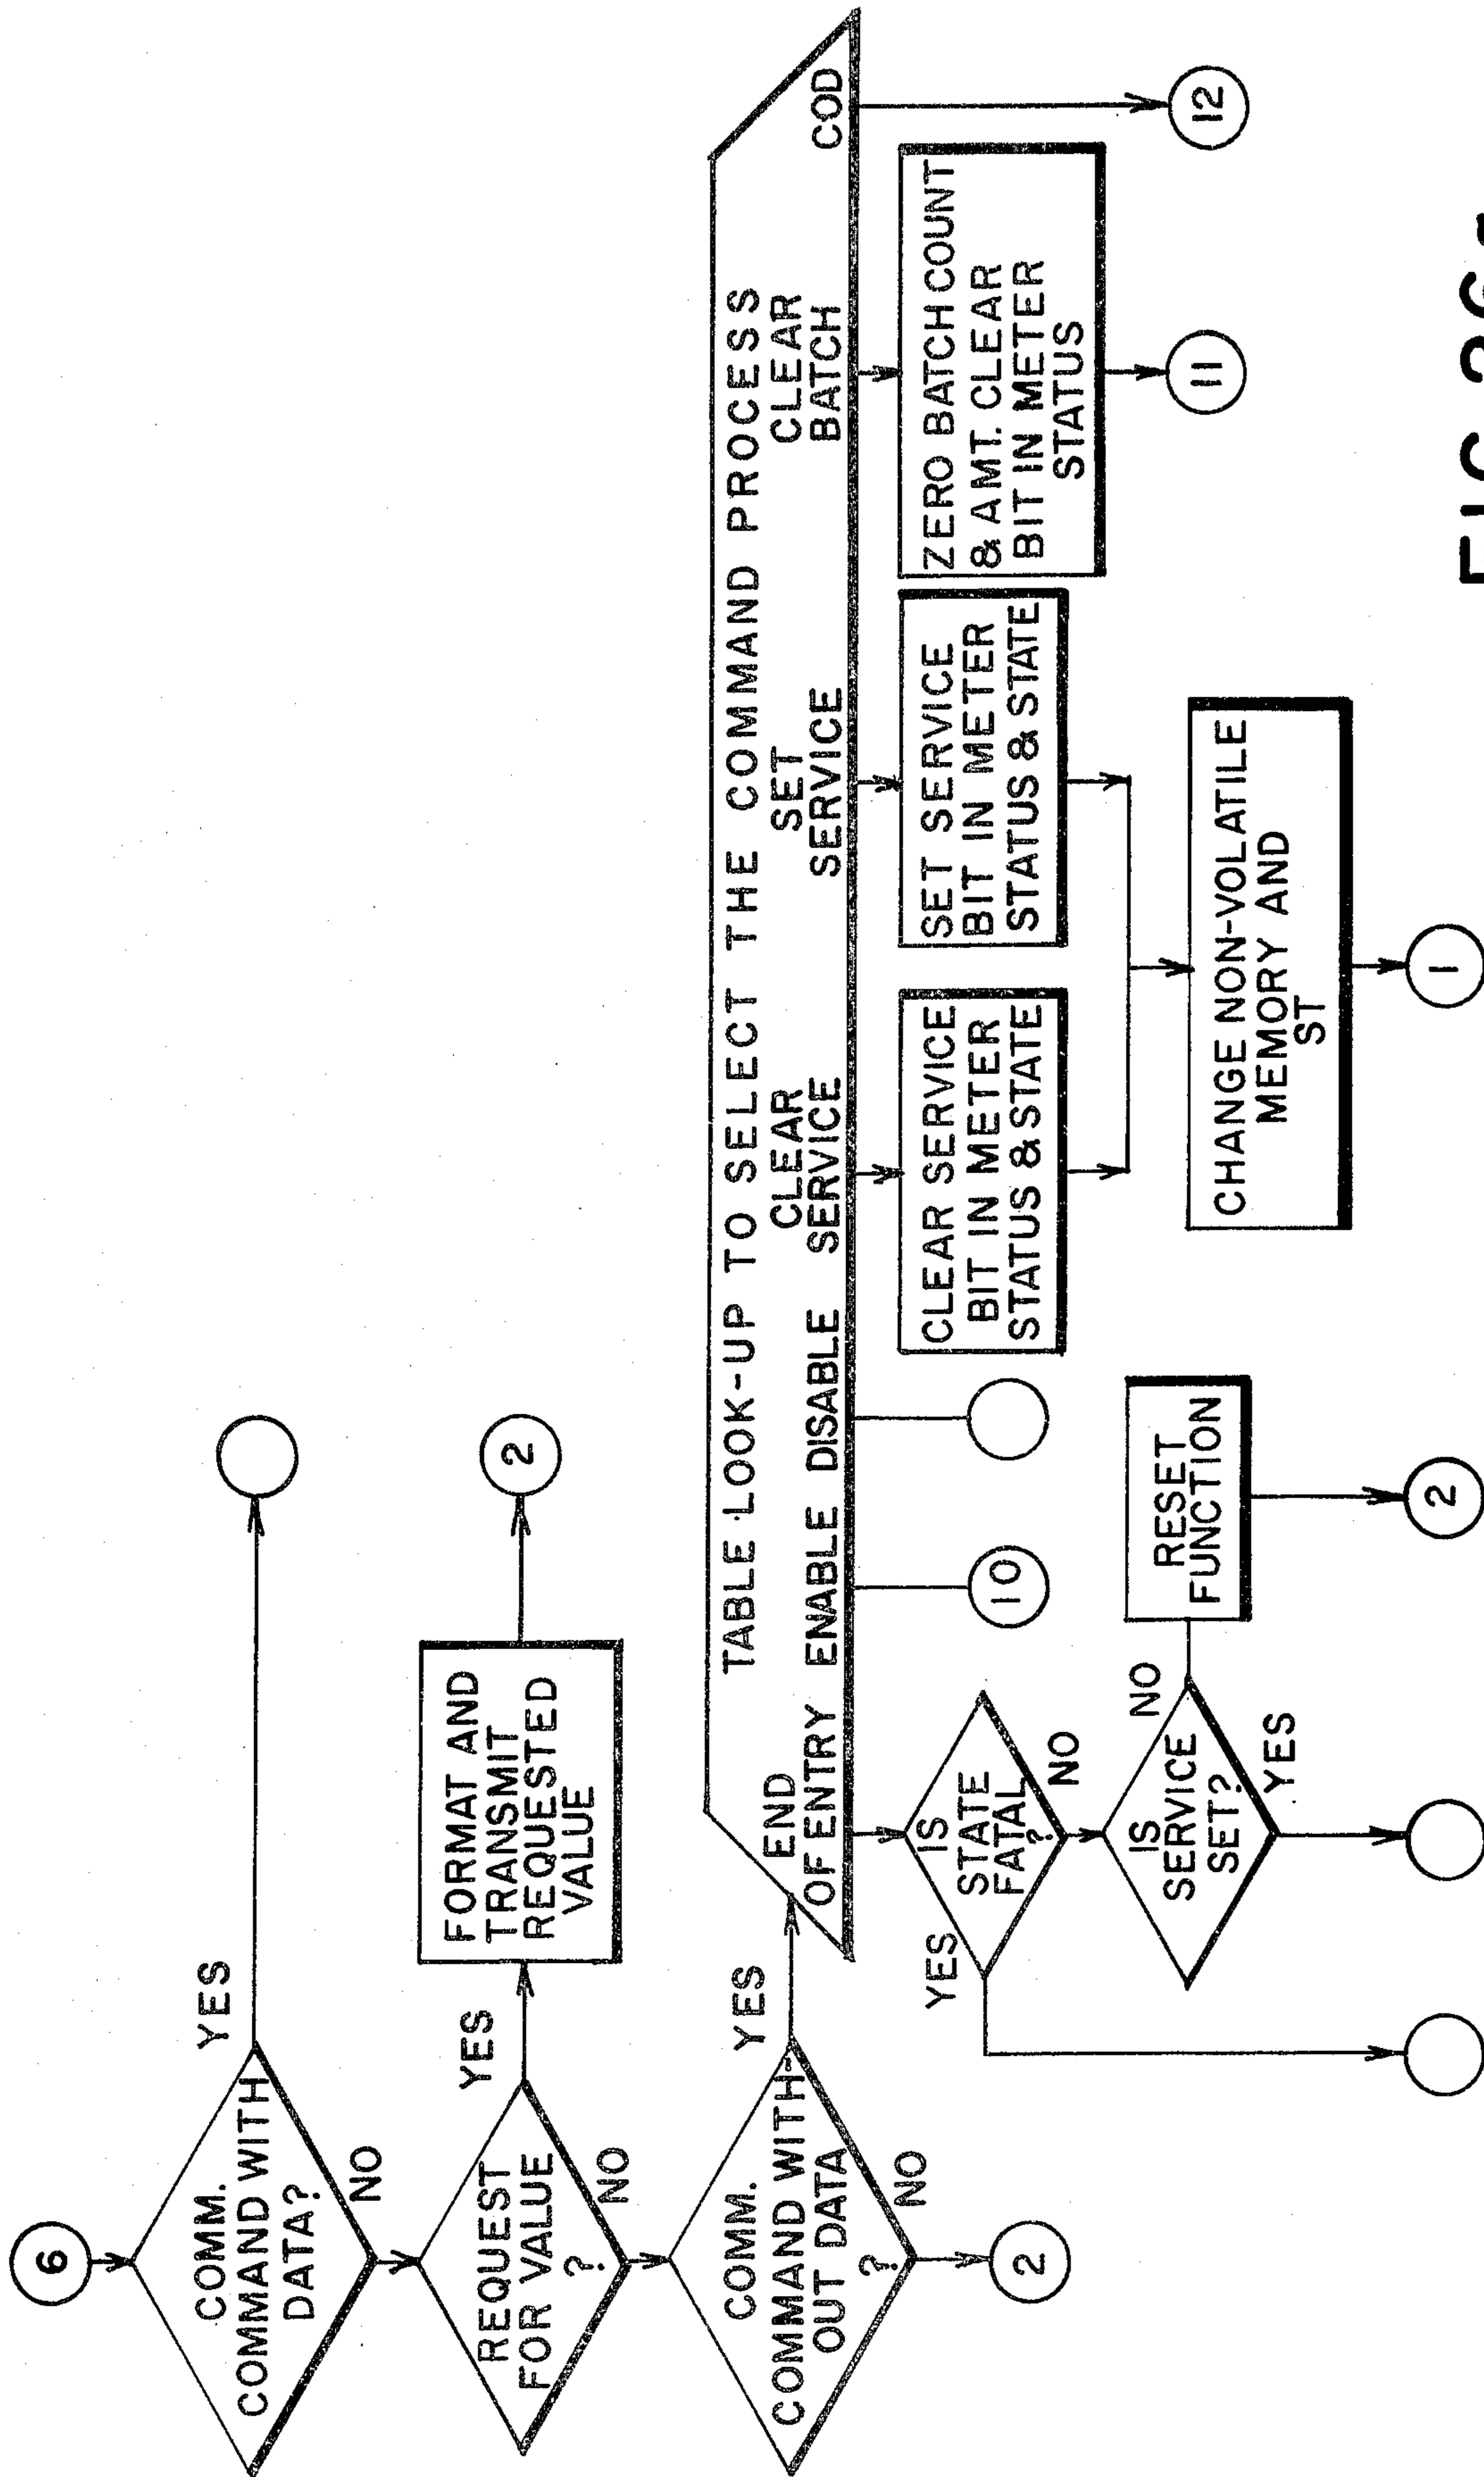 6
COMM.
COMMAND WITH
DATA?
YES
NO
REQUEST
FOR VALUE
?
YES
NO
FORMAT AND
TRANSMIT
REQUESTED
VALUE
2
COMM.
COMMAND WITH-
OUT DATA
?
YES
NO
2
TABLE LOOK-UP TO SELECT THE COMMAND PROCESS
END
OF ENTRY
ENABLE
DISABLE
CLEAR
SERVICE
SET
SERVICE
CLEAR
BATCH
COD
IS
STATE
FATAL
?
YES
NO
IS
SERVICE
SET?
NO
YES
RESET
FUNCTION
2
10
CLEAR SERVICE
BIT IN METER
STATUS & STATE
SET SERVICE
BIT IN METER
STATUS & STATE
CHANGE NON-VOLATILE
MEMORY AND
ST
1
ZERO BATCH COUNT
& AMT. CLEAR
BIT IN METER
STATUS
11
12